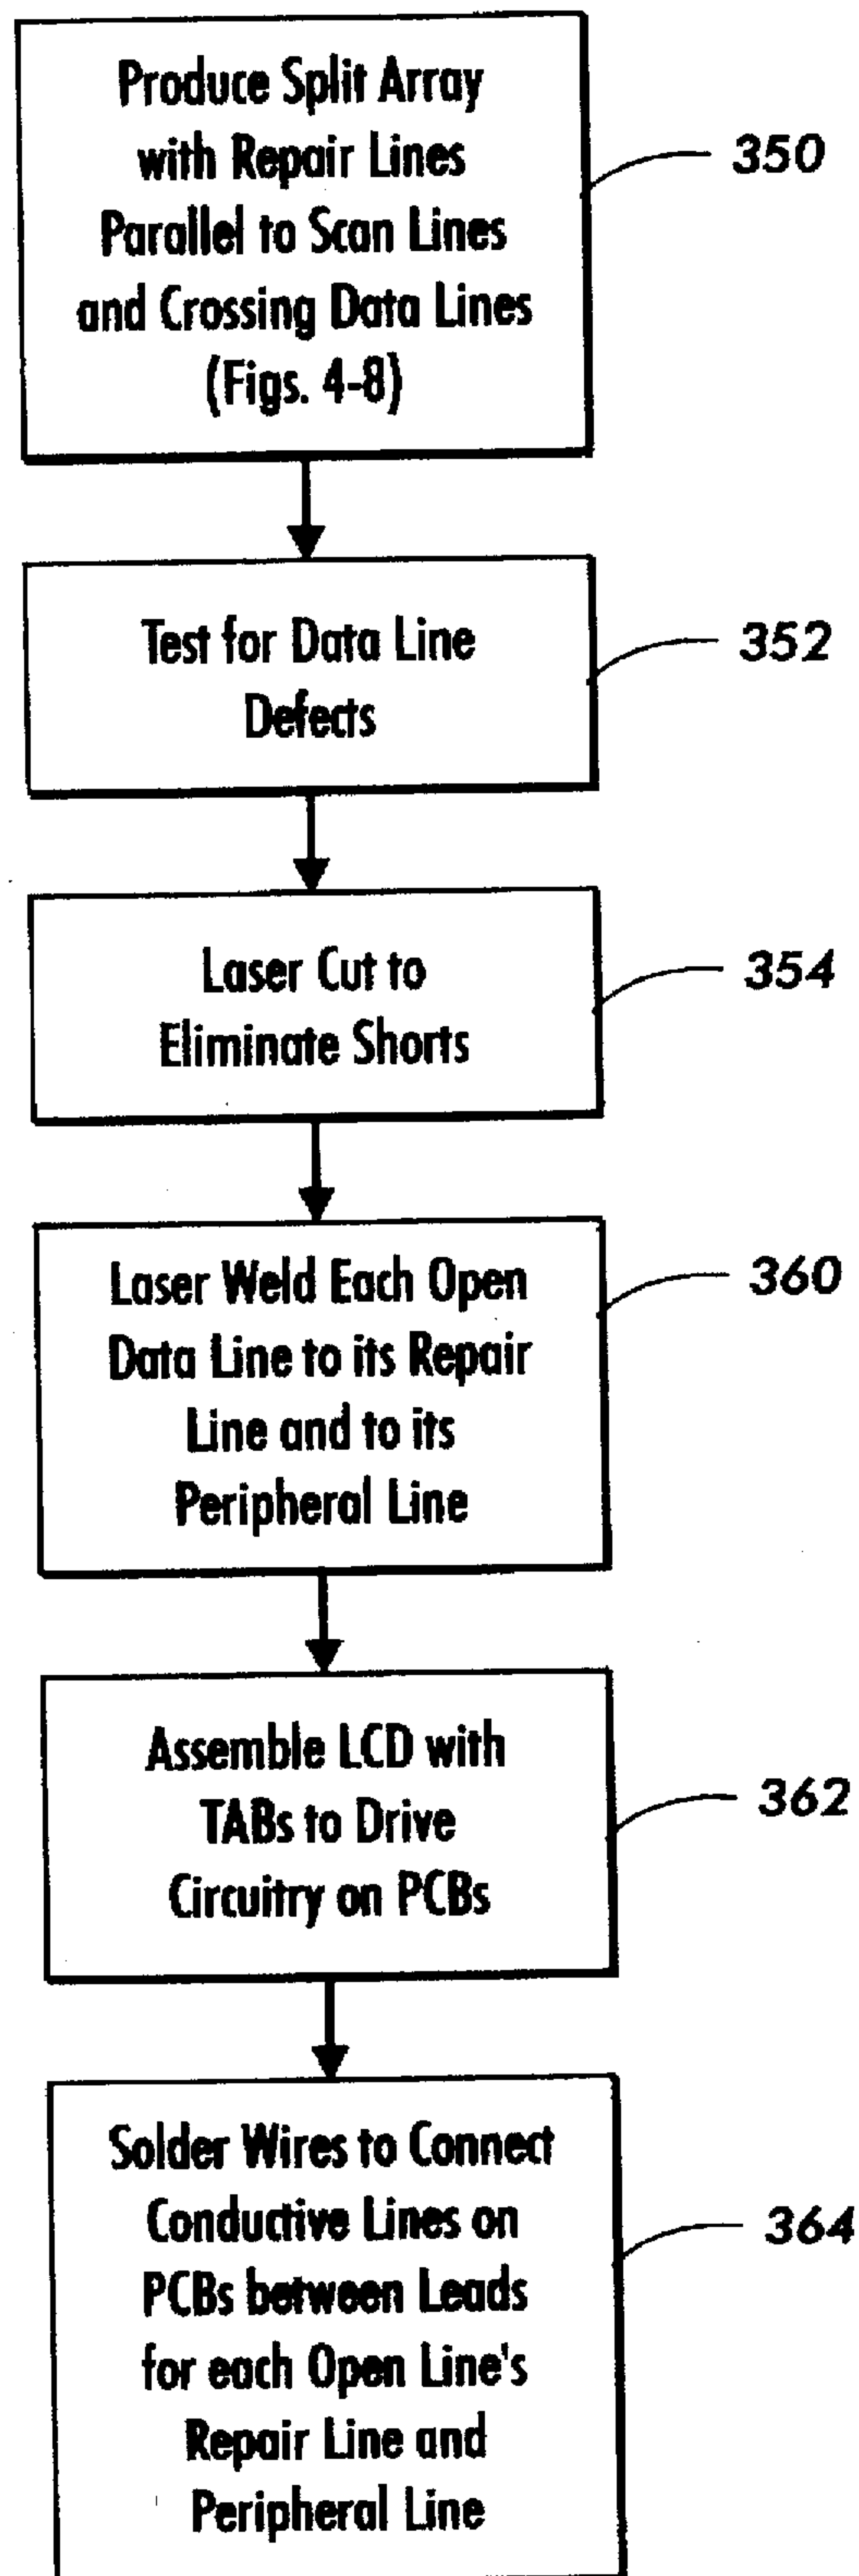 Produce Split Array
with Repair Lines
Parallel to Scan Lines
and Crossing Data Lines
(Figs. 4-8)
350
Test for Data Line
Defects
352
Laser Cut to
Eliminate Shorts
354
Laser Weld Each Open
Data Line to its Repair
Line and to its
Peripheral Line
360
Assemble LCD with
TABs to Drive
Circuitry on PCBs
362
Solder Wires to Connect
Conductive Lines on
PCBs between Leads
for each Open Line's
Repair Line and
Peripheral Line
364